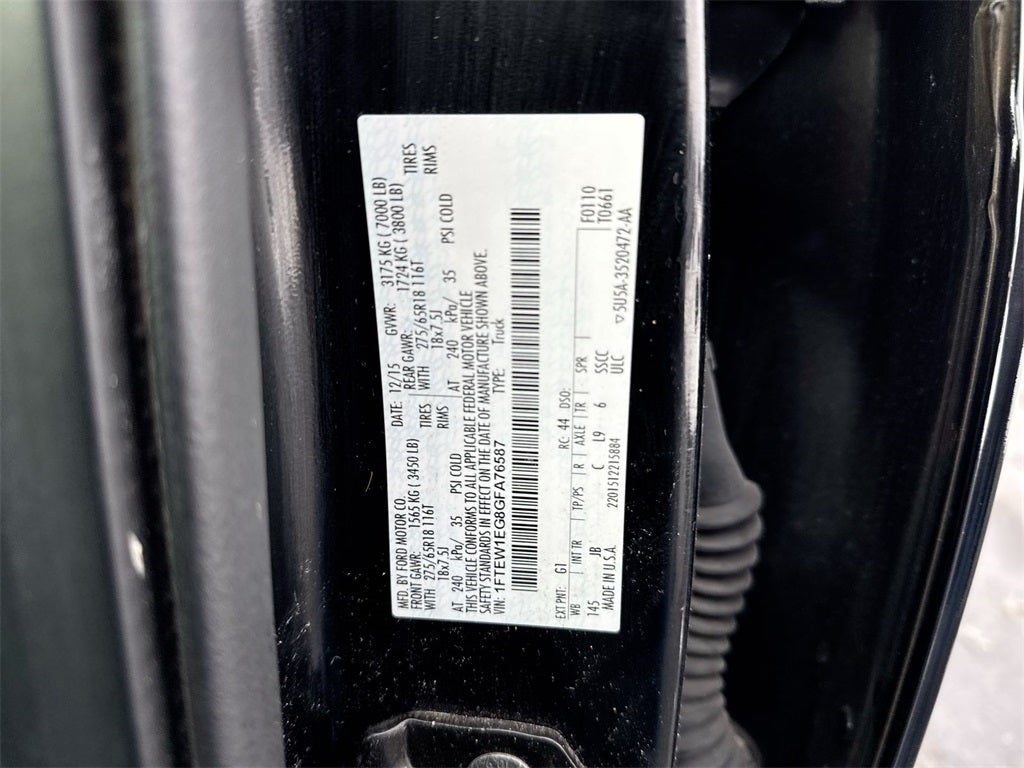 MFD. BY FORD MOTOR CO. DATE: 12/15 GVWR: 3175 KG ( 7000 LB)
FRONT GAWR: 1565 KG ( 3450 LB) REAR GAWR: 1724 KG ( 3800 LB)
WITH 275/65R18 116T TIRES WITH 275/65R18 116T TIRES
18x7.5J RIMS 18x7.5J RIMS
AT 240 kPa/ 35 PSI COLD AT 240 kPa/ 35 PSI COLD
THIS VEHICLE CONFORMS TO ALL APPLICABLE FEDERAL MOTOR VEHICLE
SAFETY STANDARDS IN EFFECT ON THE DATE OF MANUFACTURE SHOWN ABOVE.
VIN: 1FTEW1EG8GFA76587 TYPE: Truck
EXT PNT: G1 RC: 44 DSO: F0110
WB INT TR TP/PS R AXLE TR SPR T0661
145 JB C L9 6 SSCC
MADE IN U.S.A. 2201512215884 ULC ▽5U5A-3520472-AA